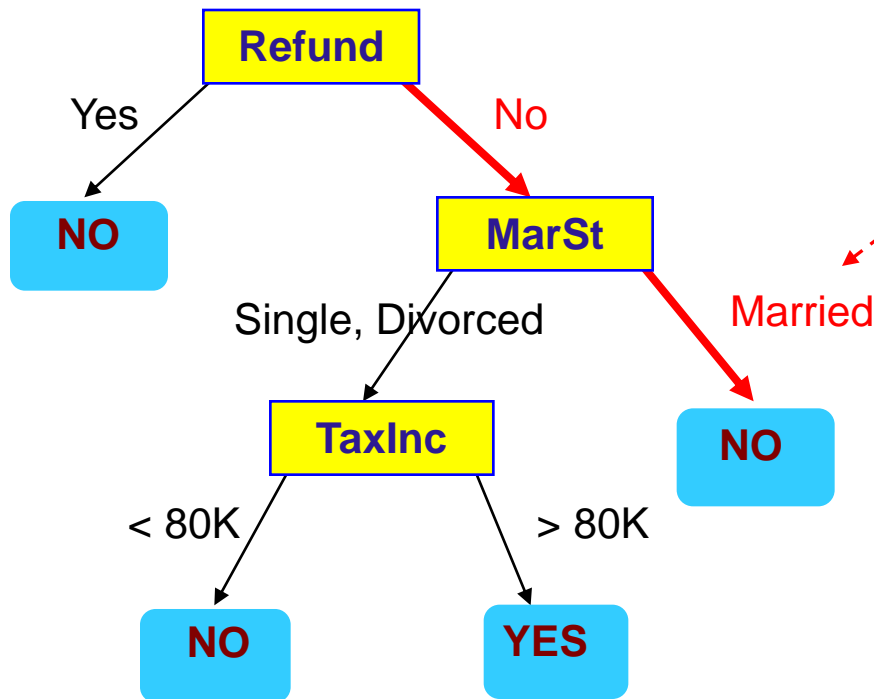 Refund
Yes
No
NO
MarSt
Single, Divorced
Married
TaxInc
NO
< 80K
> 80K
NO
YES